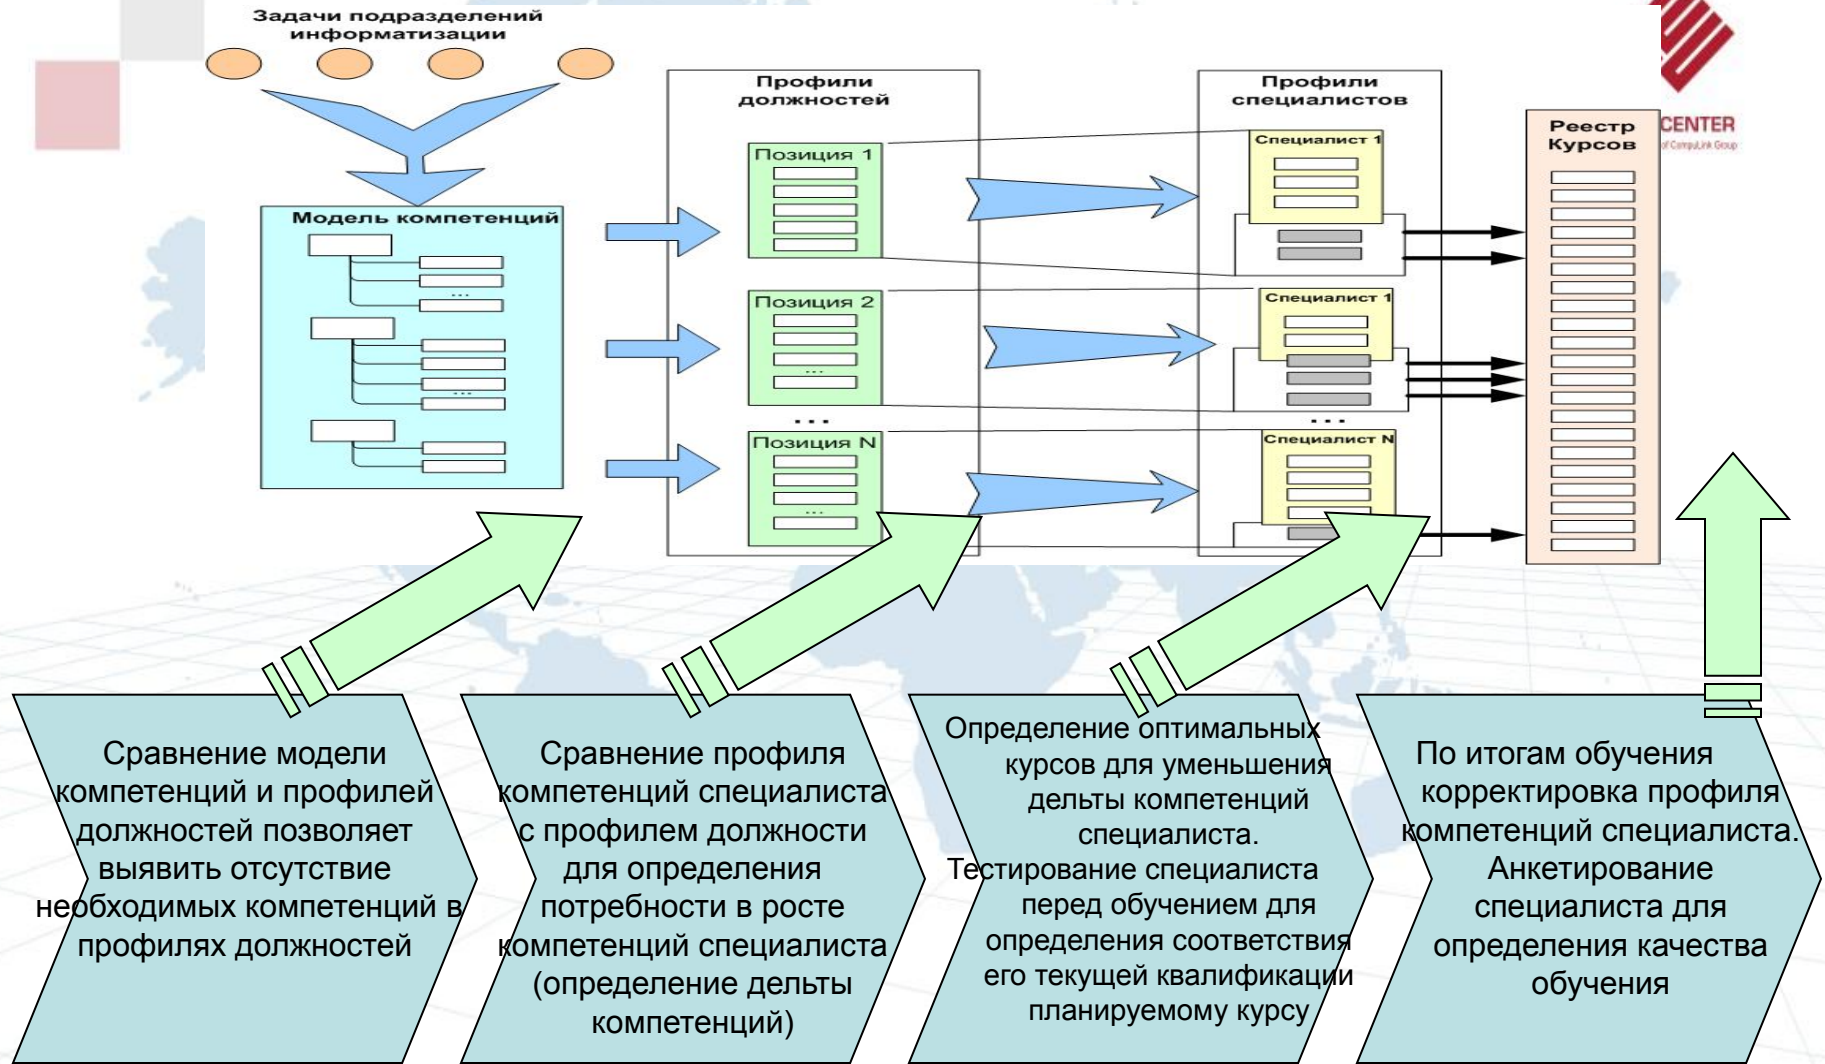 Задачи подразделений
информатизации
Профили
должностей
Профили
специалистов
Реестр
Курсов
CENTER
of CompuLink Group
Модель компетенций
...
...
Позиция 1
Позиция 2
...
...
Позиция N
...
Специалист 1
Специалист 1
...
Специалист N
Сравнение модели
компетенций и профилей
должностей позволяет
выявить отсутствие
необходимых компетенций в
профилях должностей
Сравнение профиля
компетенций специалиста
с профилем должности
для определения
потребности в росте
компетенций специалиста
(определение дельты
компетенций)
Определение оптимальных
курсов для уменьшения
дельты компетенций
специалиста.
Тестирование специалиста
перед обучением для
определения соответствия
его текущей квалификации
планируемому курсу
По итогам обучения
корректировка профиля
компетенций специалиста.
Анкетирование
специалиста для
определения качества
обучения